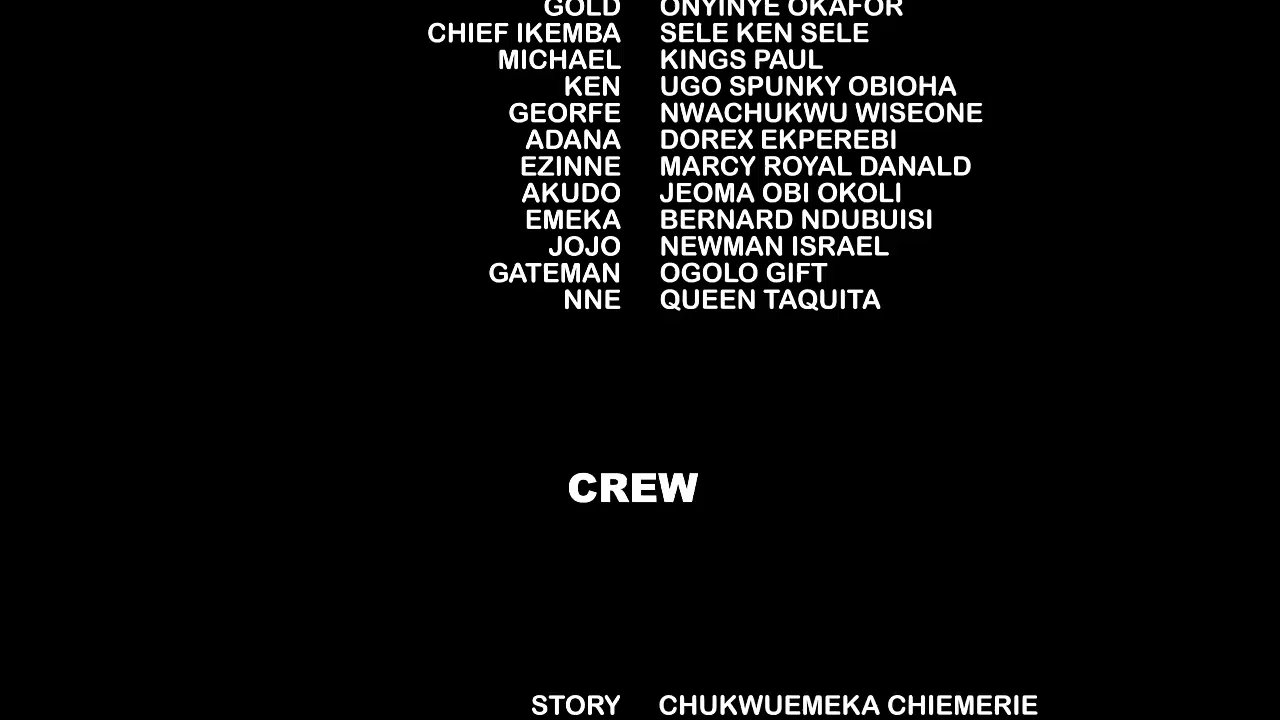 GOLD ONYINYE OKAFOR
CHIEF IKEMBA SELE KEN SELE
MICHAEL KINGS PAUL
KEN UGO SPUNKY OBIOHA
GEORFE NWACHUKWU WISEONE
ADANA DOREX EKPEREBI
EZINNE MARCY ROYAL DANALD
AKUDO JEOMA OBI OKOLI
EMEKA BERNARD NDUBUISI
JOJO NEWMAN ISRAEL
GATEMAN OGOLO GIFT
NNE QUEEN TAQUITA
CREW
STORY CHUKWUEMEKA CHIEMERIE